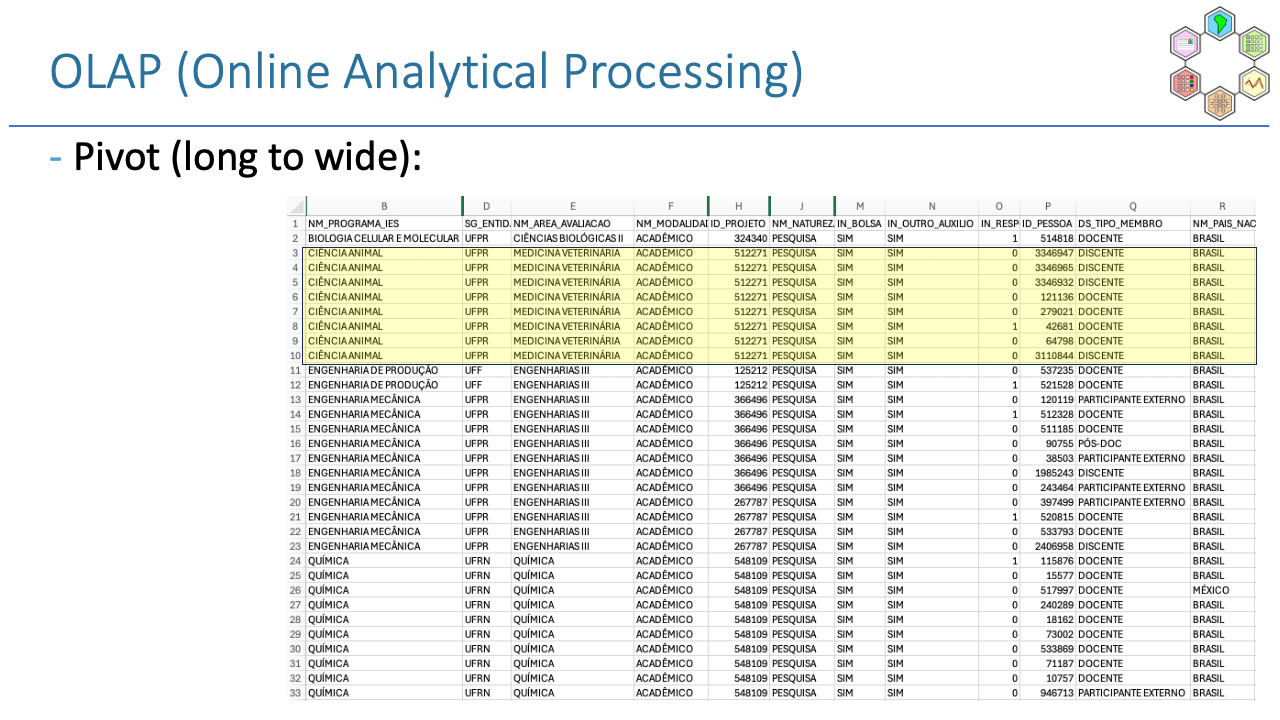 OLAP (Online Analytical Processing)
- Pivot (long to wide):
B D E F H J M N O P Q R
1 NM_PROGRAMA_IES SG_ENTID. NM_AREA_AVALIACAO NM_MODALIDAI ID_PROJETO NM_NATUREZ. IN_BOLSA IN_OUTRO_AUXILIO IN_RESP( ID_PESSOA DS_TIPO_MEMBRO NM_PAIS_NAC
2 BIOLOGIA CELULAR E MOLECULAR UFPR CIÊNCIAS BIOLÓGICAS II ACADÊMICO 324340 PESQUISA SIM SIM 1 514818 DOCENTE BRASIL
3 CIÊNCIA ANIMAL UFPR MEDICINA VETERINÁRIA ACADÊMICO 512271 PESQUISA SIM SIM 0 3346947 DISCENTE BRASIL
4 CIÊNCIA ANIMAL UFPR MEDICINA VETERINÁRIA ACADÊMICO 512271 PESQUISA SIM SIM 0 3346965 DISCENTE BRASIL
5 CIÊNCIA ANIMAL UFPR MEDICINA VETERINÁRIA ACADÊMICO 512271 PESQUISA SIM SIM 0 3346932 DISCENTE BRASIL
6 CIÊNCIA ANIMAL UFPR MEDICINA VETERINÁRIA ACADÊMICO 512271 PESQUISA SIM SIM 0 121136 DOCENTE BRASIL
7 CIÊNCIA ANIMAL UFPR MEDICINA VETERINÁRIA ACADÊMICO 512271 PESQUISA SIM SIM 0 279021 DOCENTE BRASIL
8 CIÊNCIA ANIMAL UFPR MEDICINA VETERINÁRIA ACADÊMICO 512271 PESQUISA SIM SIM 1 42681 DOCENTE BRASIL
9 CIÊNCIA ANIMAL UFPR MEDICINA VETERINÁRIA ACADÊMICO 512271 PESQUISA SIM SIM 0 64798 DOCENTE BRASIL
10 CIÊNCIA ANIMAL UFPR MEDICINA VETERINÁRIA ACADÊMICO 512271 PESQUISA SIM SIM 0 3110844 DISCENTE BRASIL
11 ENGENHARIA DE PRODUÇÃO UFF ENGENHARIAS III ACADÊMICO 125212 PESQUISA SIM SIM 0 537235 DOCENTE BRASIL
12 ENGENHARIA DE PRODUÇÃO UFF ENGENHARIAS III ACADÊMICO 125212 PESQUISA SIM SIM 1 521528 DOCENTE BRASIL
13 ENGENHARIA MECÂNICA UFPR ENGENHARIAS III ACADÊMICO 366496 PESQUISA SIM SIM 0 120119 PARTICIPANTE EXTERNO BRASIL
14 ENGENHARIA MECÂNICA UFPR ENGENHARIAS III ACADÊMICO 366496 PESQUISA SIM SIM 1 512328 DOCENTE BRASIL
15 ENGENHARIA MECÂNICA UFPR ENGENHARIAS III ACADÊMICO 366496 PESQUISA SIM SIM 0 511185 DOCENTE BRASIL
16 ENGENHARIA MECÂNICA UFPR ENGENHARIAS III ACADÊMICO 366496 PESQUISA SIM SIM 0 90755 PÓS-DOC BRASIL
17 ENGENHARIA MECÂNICA UFPR ENGENHARIAS III ACADÊMICO 366496 PESQUISA SIM SIM 0 38503 PARTICIPANTE EXTERNO BRASIL
18 ENGENHARIA MECÂNICA UFPR ENGENHARIAS III ACADÊMICO 366496 PESQUISA SIM SIM 0 1985243 DISCENTE BRASIL
19 ENGENHARIA MECÂNICA UFPR ENGENHARIAS III ACADÊMICO 366496 PESQUISA SIM SIM 0 243464 PARTICIPANTE EXTERNO BRASIL
20 ENGENHARIA MECÂNICA UFPR ENGENHARIAS III ACADÊMICO 267787 PESQUISA SIM SIM 0 397499 PARTICIPANTE EXTERNO BRASIL
21 ENGENHARIA MECÂNICA UFPR ENGENHARIAS III ACADÊMICO 267787 PESQUISA SIM SIM 1 520815 DOCENTE BRASIL
22 ENGENHARIA MECÂNICA UFPR ENGENHARIAS III ACADÊMICO 267787 PESQUISA SIM SIM 0 533793 DOCENTE BRASIL
23 ENGENHARIA MECÂNICA UFPR ENGENHARIAS III ACADÊMICO 267787 PESQUISA SIM SIM 0 2406958 DISCENTE BRASIL
24 QUÍMICA UFRN QUÍMICA ACADÊMICO 548109 PESQUISA SIM SIM 1 115876 DOCENTE BRASIL
25 QUÍMICA UFRN QUÍMICA ACADÊMICO 548109 PESQUISA SIM SIM 0 15577 DOCENTE BRASIL
26 QUÍMICA UFRN QUÍMICA ACADÊMICO 548109 PESQUISA SIM SIM 0 517997 DOCENTE MÉXICO
27 QUÍMICA UFRN QUÍMICA ACADÊMICO 548109 PESQUISA SIM SIM 0 240289 DOCENTE BRASIL
28 QUÍMICA UFRN QUÍMICA ACADÊMICO 548109 PESQUISA SIM SIM 0 18162 DOCENTE BRASIL
29 QUÍMICA UFRN QUÍMICA ACADÊMICO 548109 PESQUISA SIM SIM 0 73002 DOCENTE BRASIL
30 QUÍMICA UFRN QUÍMICA ACADÊMICO 548109 PESQUISA SIM SIM 0 533869 DOCENTE BRASIL
31 QUÍMICA UFRN QUÍMICA ACADÊMICO 548109 PESQUISA SIM SIM 0 71187 DOCENTE BRASIL
32 QUÍMICA UFRN QUÍMICA ACADÊMICO 548109 PESQUISA SIM SIM 0 10757 DOCENTE BRASIL
33 QUÍMICA UFRN QUÍMICA ACADÊMICO 548109 PESQUISA SIM SIM 0 946713 PARTICIPANTE EXTERNO BRASIL